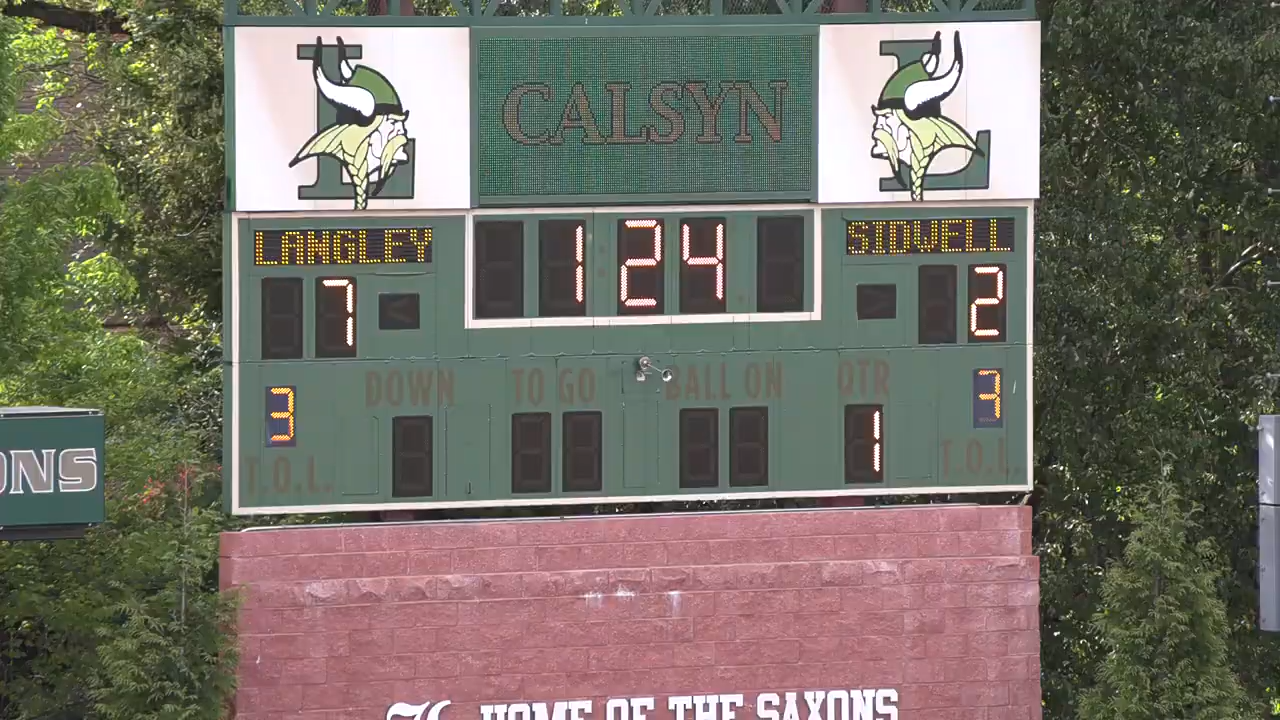 L L
CALSYN
LANGLEY 1 24 SIDWELL
7 2
DOWN TO GO BALL ON QTR
3 1 3
T.O.L. T.O.L.
ONS
HOME OF THE SAXONS